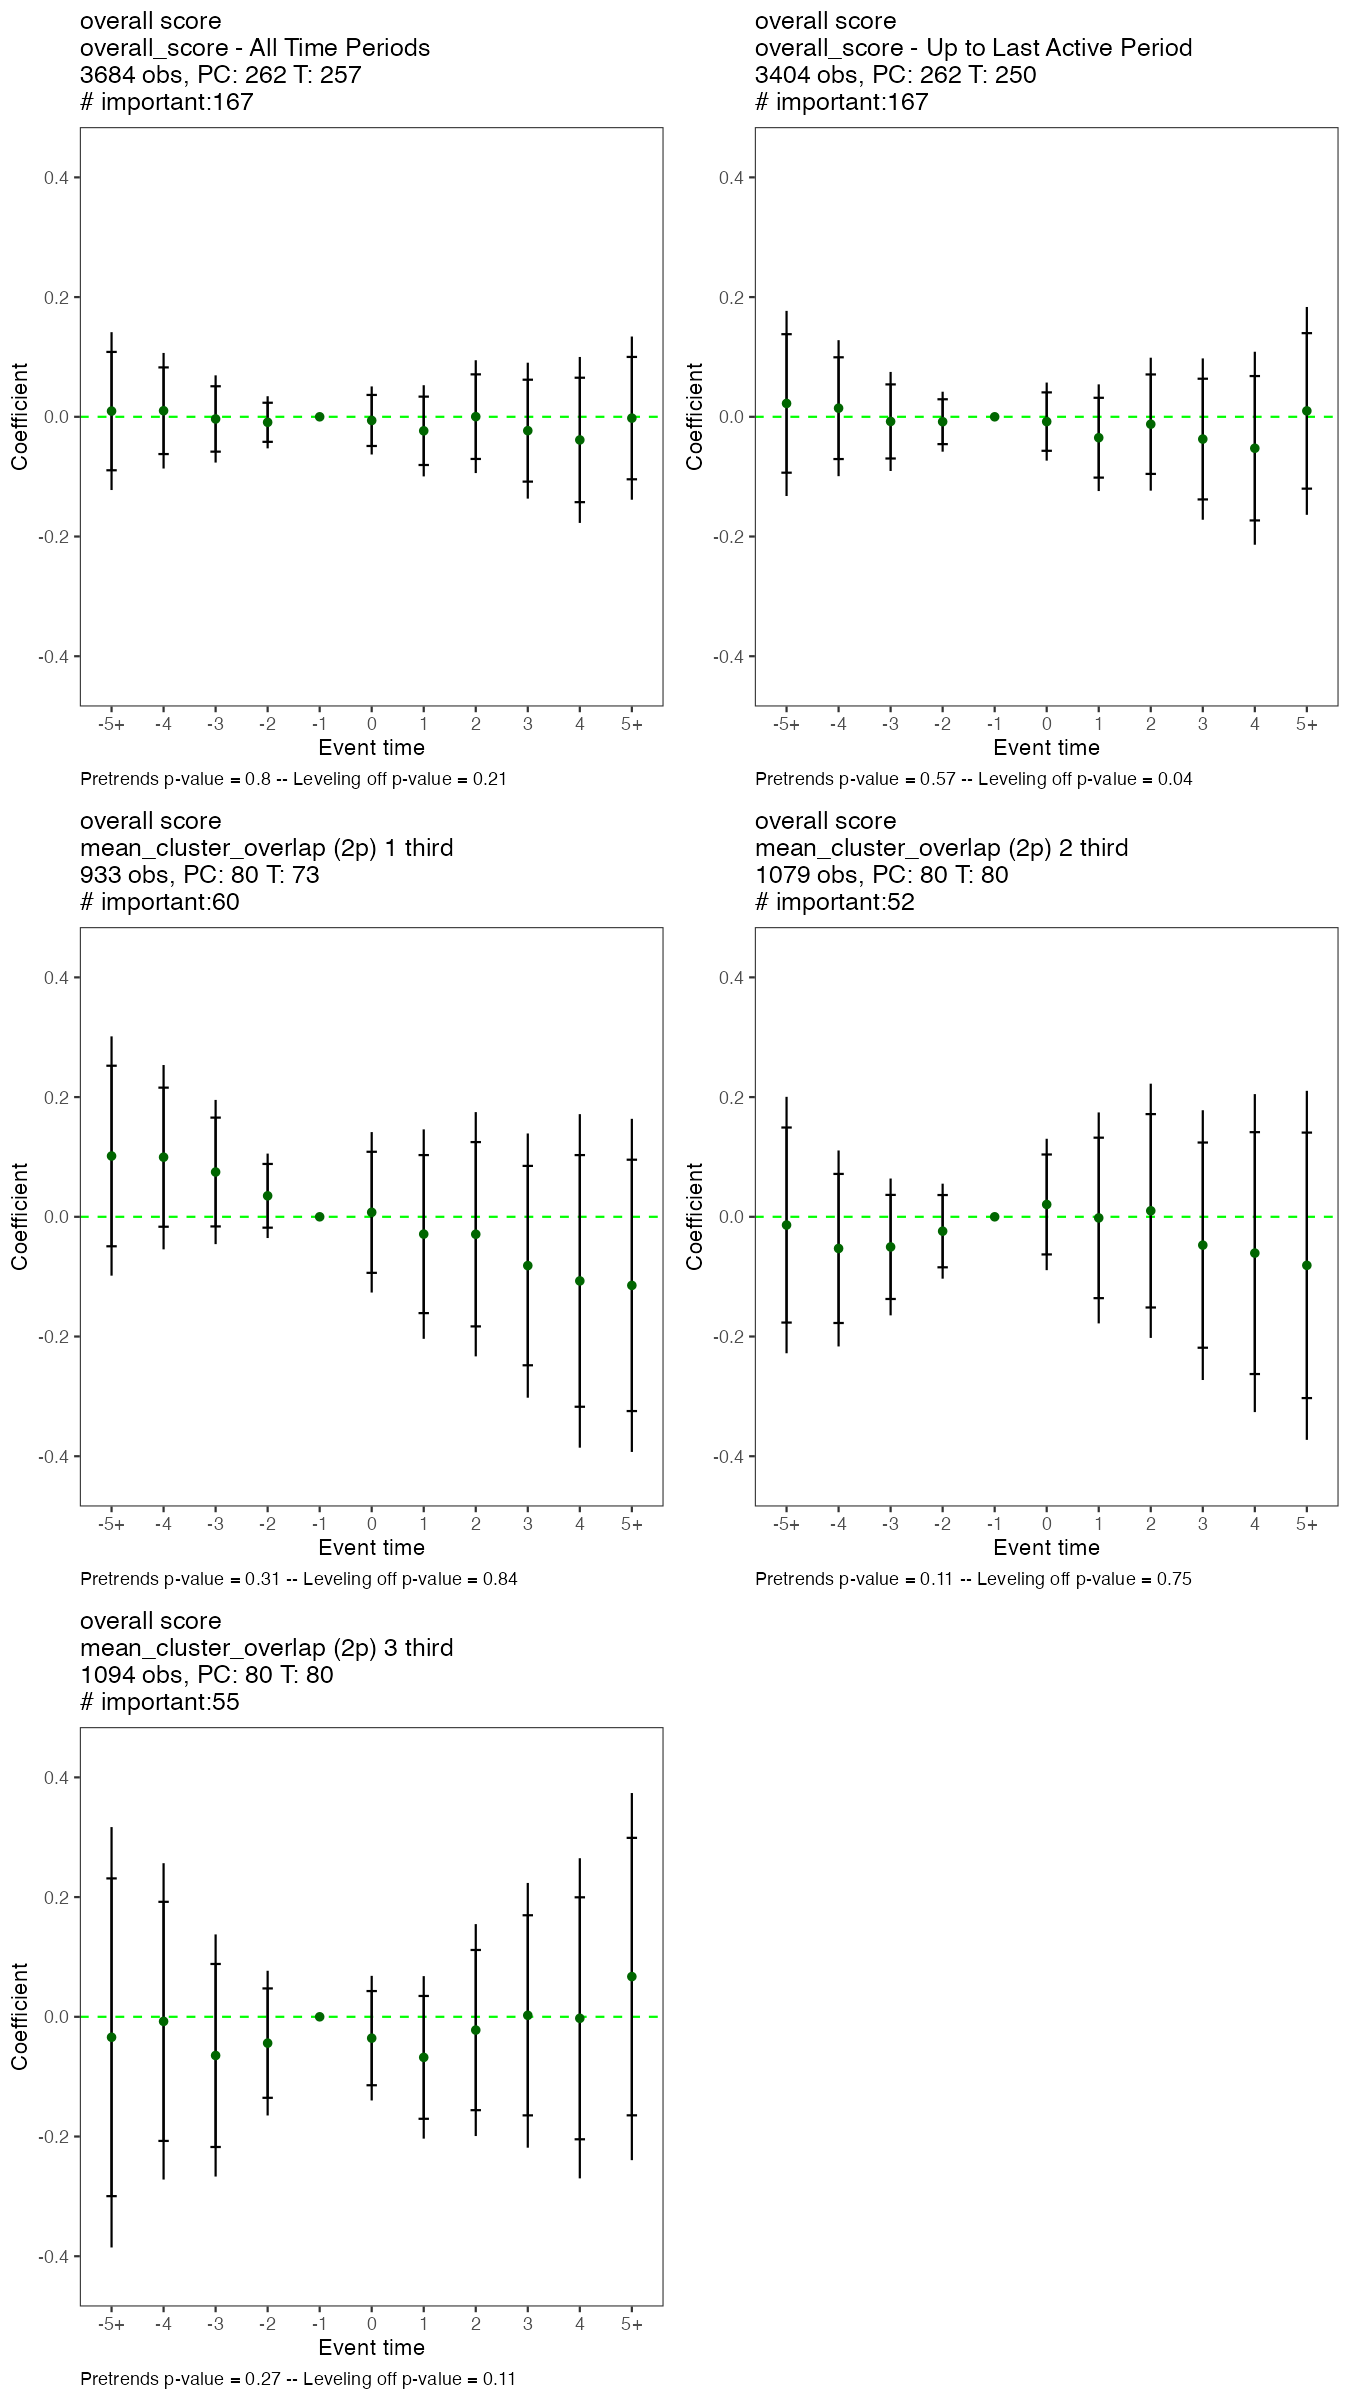 overall score
overall_score - All Time Periods
3684 obs, PC: 262 T: 257
# important:167
Coefficient
0.4
0.2
0.0
-0.2
-0.4
-5+ -4 -3 -2 -1 0 1 2 3 4 5+
Event time
Pretrends p-value = 0.8 -- Leveling off p-value = 0.21
overall score
overall_score - Up to Last Active Period
3404 obs, PC: 262 T: 250
# important:167
Coefficient
0.4
0.2
0.0
-0.2
-0.4
-5+ -4 -3 -2 -1 0 1 2 3 4 5+
Event time
Pretrends p-value = 0.57 -- Leveling off p-value = 0.04
overall score
mean_cluster_overlap (2p) 1 third
933 obs, PC: 80 T: 73
# important:60
Coefficient
0.4
0.2
0.0
-0.2
-0.4
-5+ -4 -3 -2 -1 0 1 2 3 4 5+
Event time
Pretrends p-value = 0.31 -- Leveling off p-value = 0.84
overall score
mean_cluster_overlap (2p) 2 third
1079 obs, PC: 80 T: 80
# important:52
Coefficient
0.4
0.2
0.0
-0.2
-0.4
-5+ -4 -3 -2 -1 0 1 2 3 4 5+
Event time
Pretrends p-value = 0.11 -- Leveling off p-value = 0.75
overall score
mean_cluster_overlap (2p) 3 third
1094 obs, PC: 80 T: 80
# important:55
Coefficient
0.4
0.2
0.0
-0.2
-0.4
-5+ -4 -3 -2 -1 0 1 2 3 4 5+
Event time
Pretrends p-value = 0.27 -- Leveling off p-value = 0.11